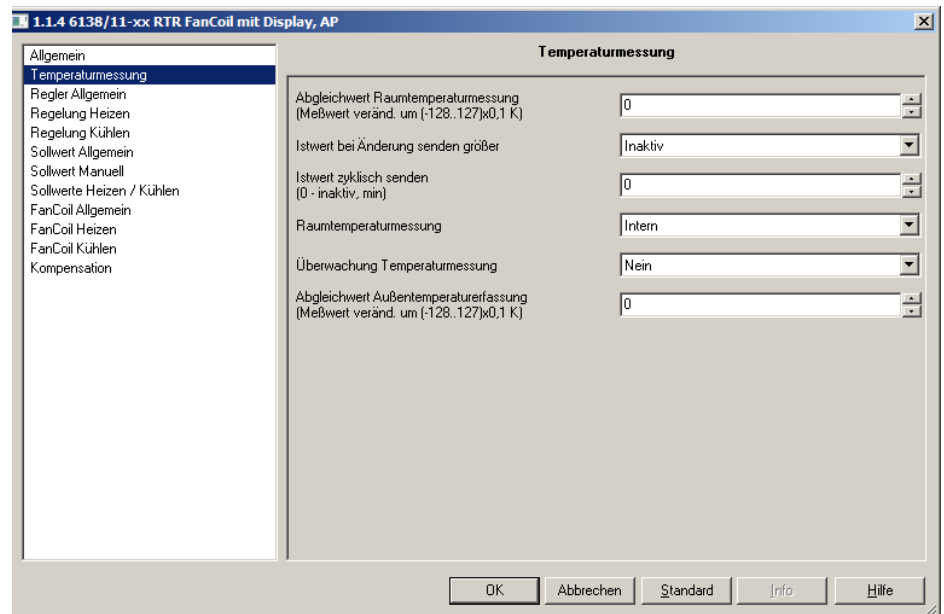 1.1.4 6138/11-xx RTR FanCoil mit Display, AP
Allgemein
Temperaturmessung
Regler Allgemein
Regelung Heizen
Regelung Kühlen
Sollwert Allgemein
Sollwert Manuell
Sollwerte Heizen / Kühlen
FanCoil Allgemein
FanCoil Heizen
FanCoil Kühlen
Kompensation
Temperaturmessung
Abgleichwert Raumtemperaturmessung
(Meßwert veränd. um (-128..127)x0,1 K)
0
Istwert bei Änderung senden größer
Inaktiv
Istwert zyklisch senden
(0 - inaktiv, min)
0
Raumtemperaturmessung
Intern
Überwachung Temperaturmessung
Nein
Abgleichwert Außentemperaturerfassung
(Meßwert veränd. um (-128..127)x0,1 K)
0
OK
Abbrechen
Standard
Info
Hilfe